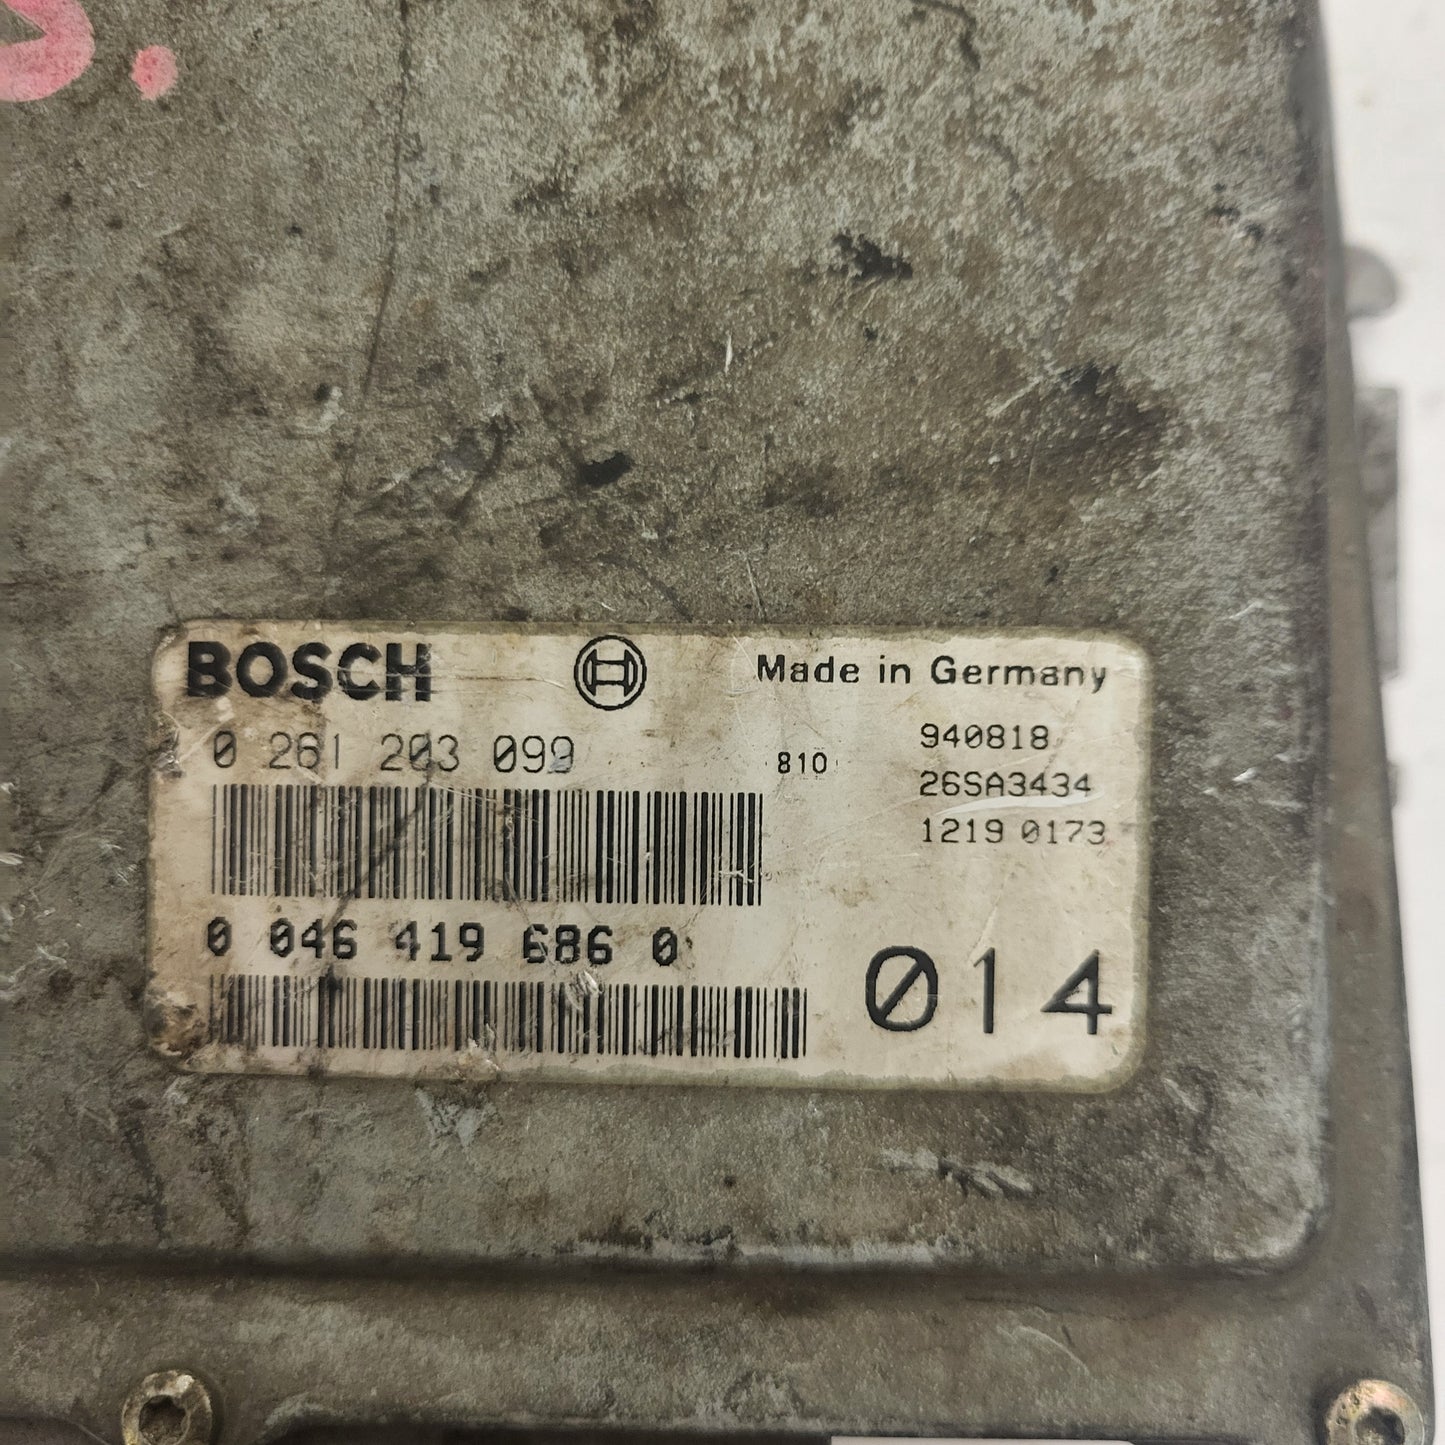 S.
BOSCH Made in Germany
0 261 203 099 810 940818
26SA3434
1219 0173
0 046 419 686 0
014